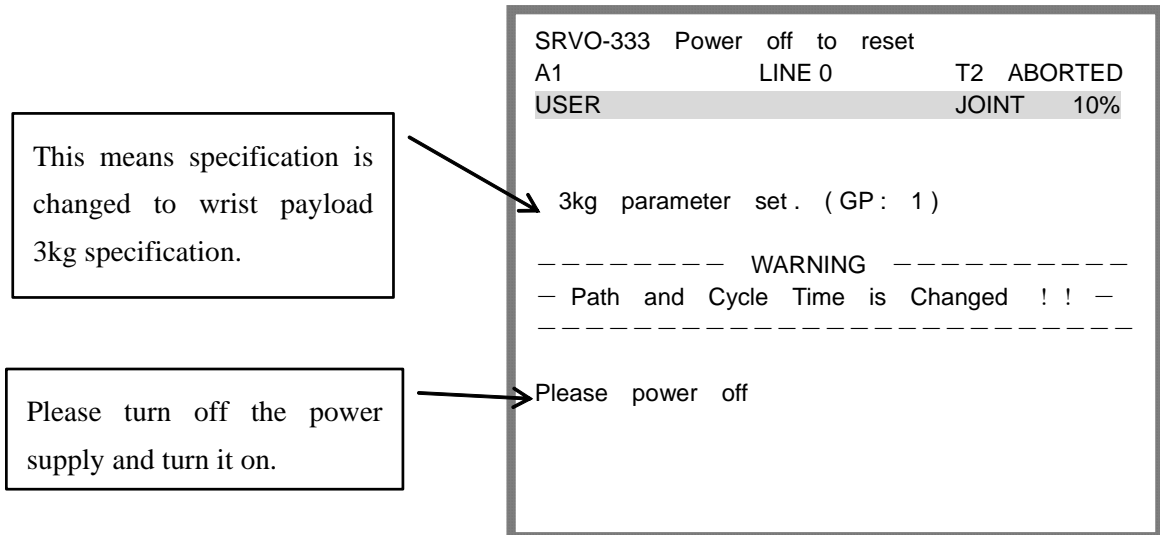 SRVO-333 Power off to reset
A1 LINE 0 T2 ABORTED
USER JOINT 10%
This means specification is
changed to wrist payload
3kg specification.
3kg parameter set. (GP: 1)
－－－－－－－－ WARNING －－－－－－－－－－
－ Path and Cycle Time is Changed ！！ －
－－－－－－－－－－－－－－－－－－－－－－－－－
Please turn off the power
supply and turn it on.
Please power off